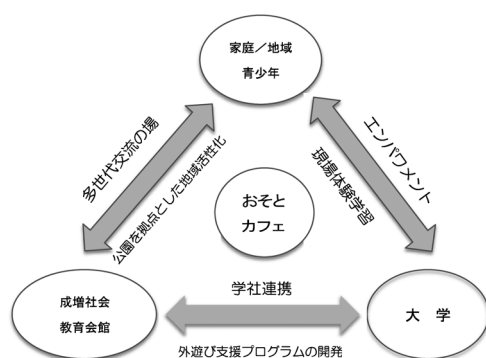 家庭／地域
青少年
多世代交流の場
公園を拠点とした地域活性化
エンパワメント
現場体験学習
おそと
カフェ
成増社会
教育会館
学社連携
外遊び支援プログラムの開発
大　学